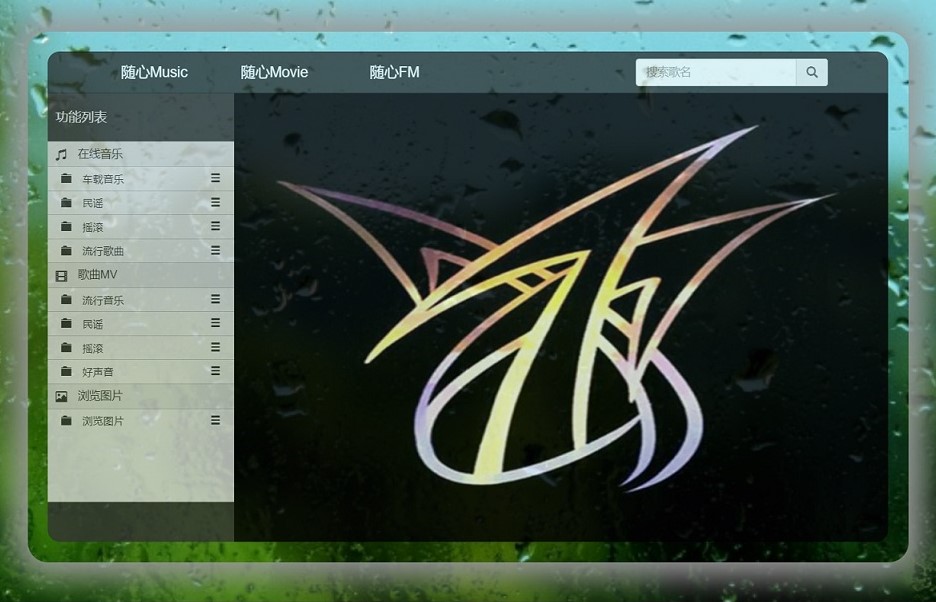 随心Music 随心Movie 随心FM 搜索歌名
功能列表
在线音乐
车载音乐
民谣
摇滚
流行歌曲
歌曲MV
流行音乐
民谣
摇滚
好声音
浏览图片
浏览图片